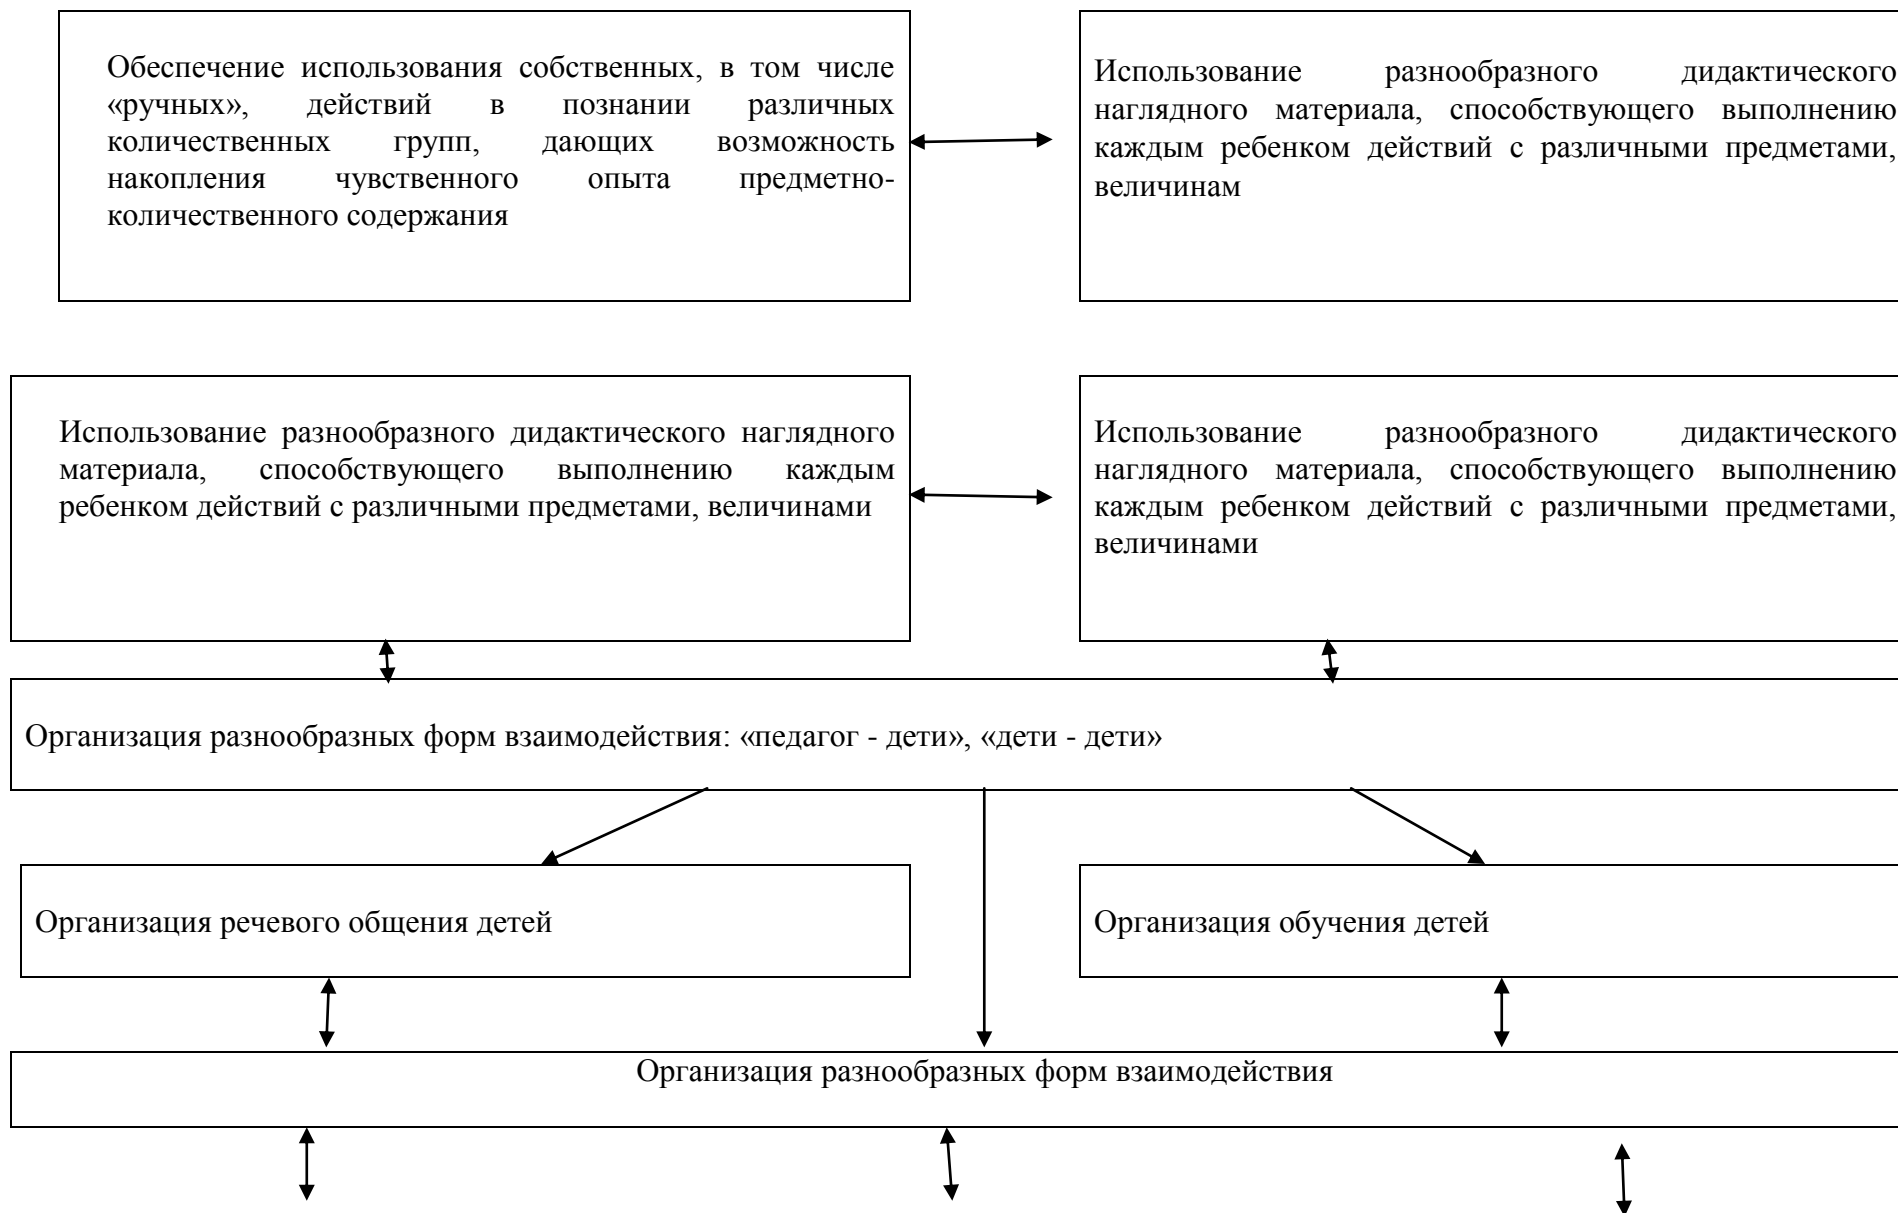 Обеспечение использования собственных, в том числе
«ручных», действий в познании различных
количественных групп, дающих возможность
накопления чувственного опыта предметно-
количественного содержания
Использование разнообразного дидактического
наглядного материала, способствующего выполнению
каждым ребенком действий с различными предметами,
величинам
Использование разнообразного дидактического наглядного
материала, способствующего выполнению каждым
ребенком действий с различными предметами, величинами
Использование разнообразного дидактического
наглядного материала, способствующего выполнению
каждым ребенком действий с различными предметами,
величинами
Организация разнообразных форм взаимодействия: «педагог - дети», «дети - дети»
Организация речевого общения детей
Организация обучения детей
Организация разнообразных форм взаимодействия